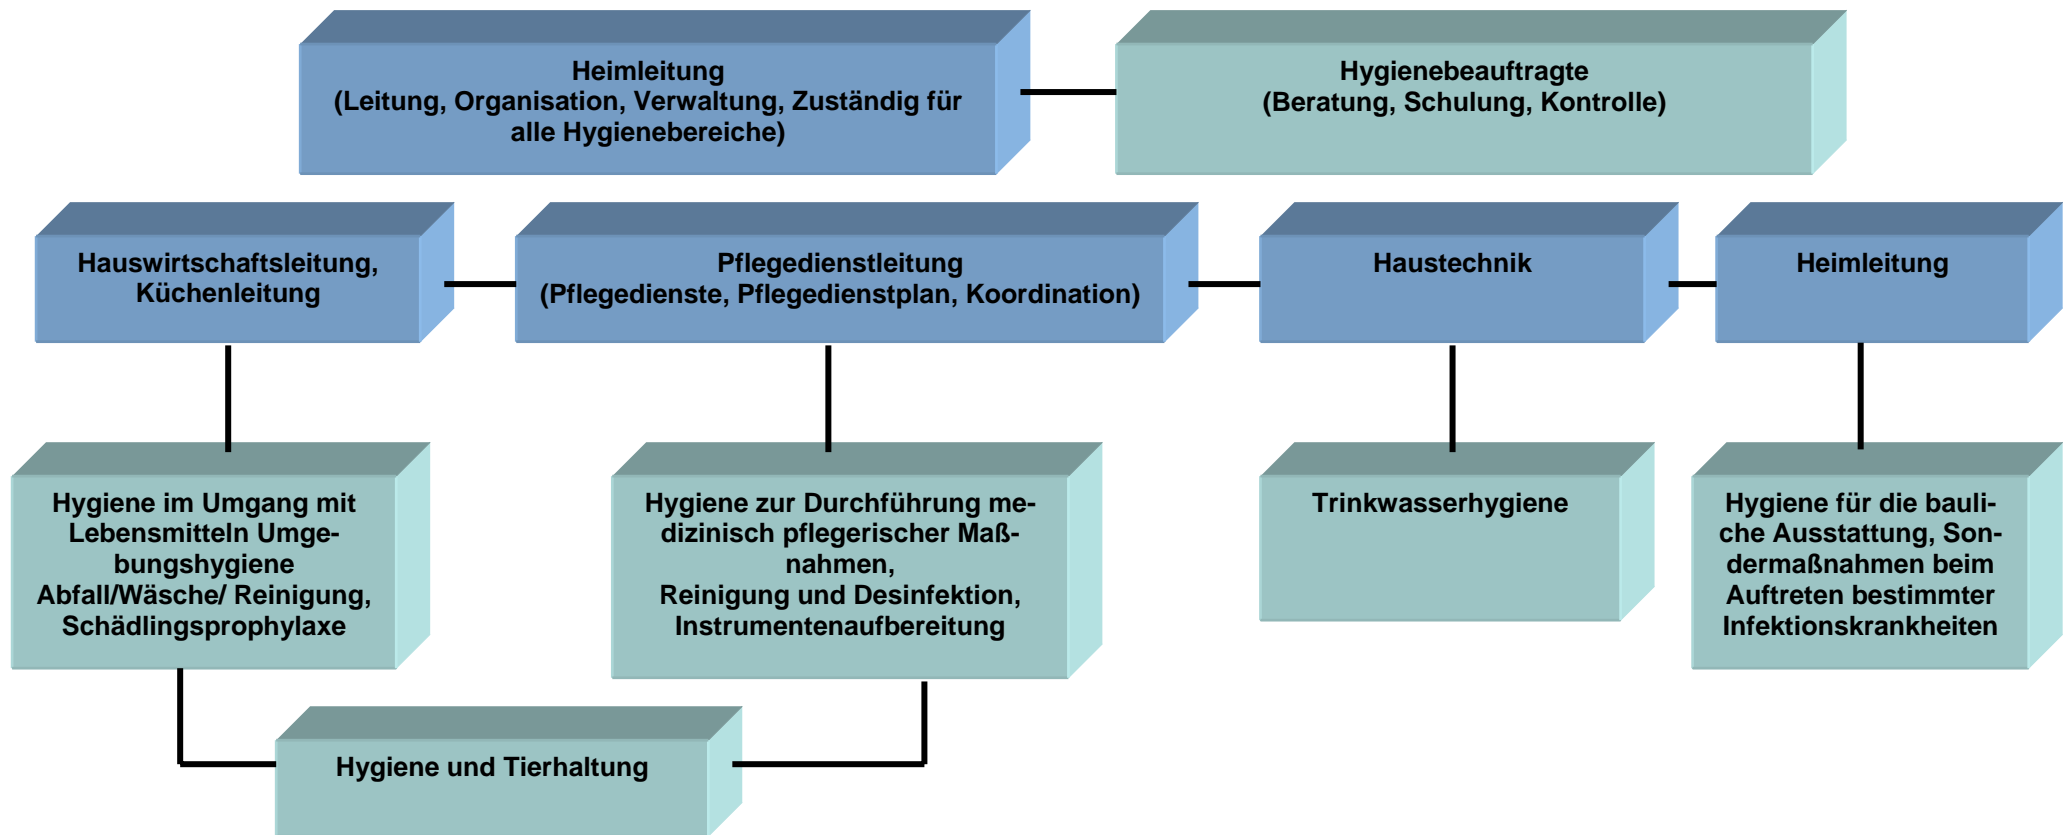 Heimleitung
(Leitung, Organisation, Verwaltung, Zuständig für
alle Hygienebereiche)
Hygienebeauftragte
(Beratung, Schulung, Kontrolle)
Hauswirtschaftsleitung,
Küchenleitung
Pflegedienstleitung
(Pflegedienste, Pflegedienstplan, Koordination)
Haustechnik
Heimleitung
Hygiene im Umgang mit
Lebensmitteln Umge-
bungshygiene
Abfall/Wäsche/ Reinigung,
Schädlingsprophylaxe
Hygiene zur Durchführung me-
dizinisch pflegerischer Maß-
nahmen,
Reinigung und Desinfektion,
Instrumentenaufbereitung
Trinkwasserhygiene
Hygiene für die bauli-
che Ausstattung, Son-
dermaßnahmen beim
Auftreten bestimmter
Infektionskrankheiten
Hygiene und Tierhaltung